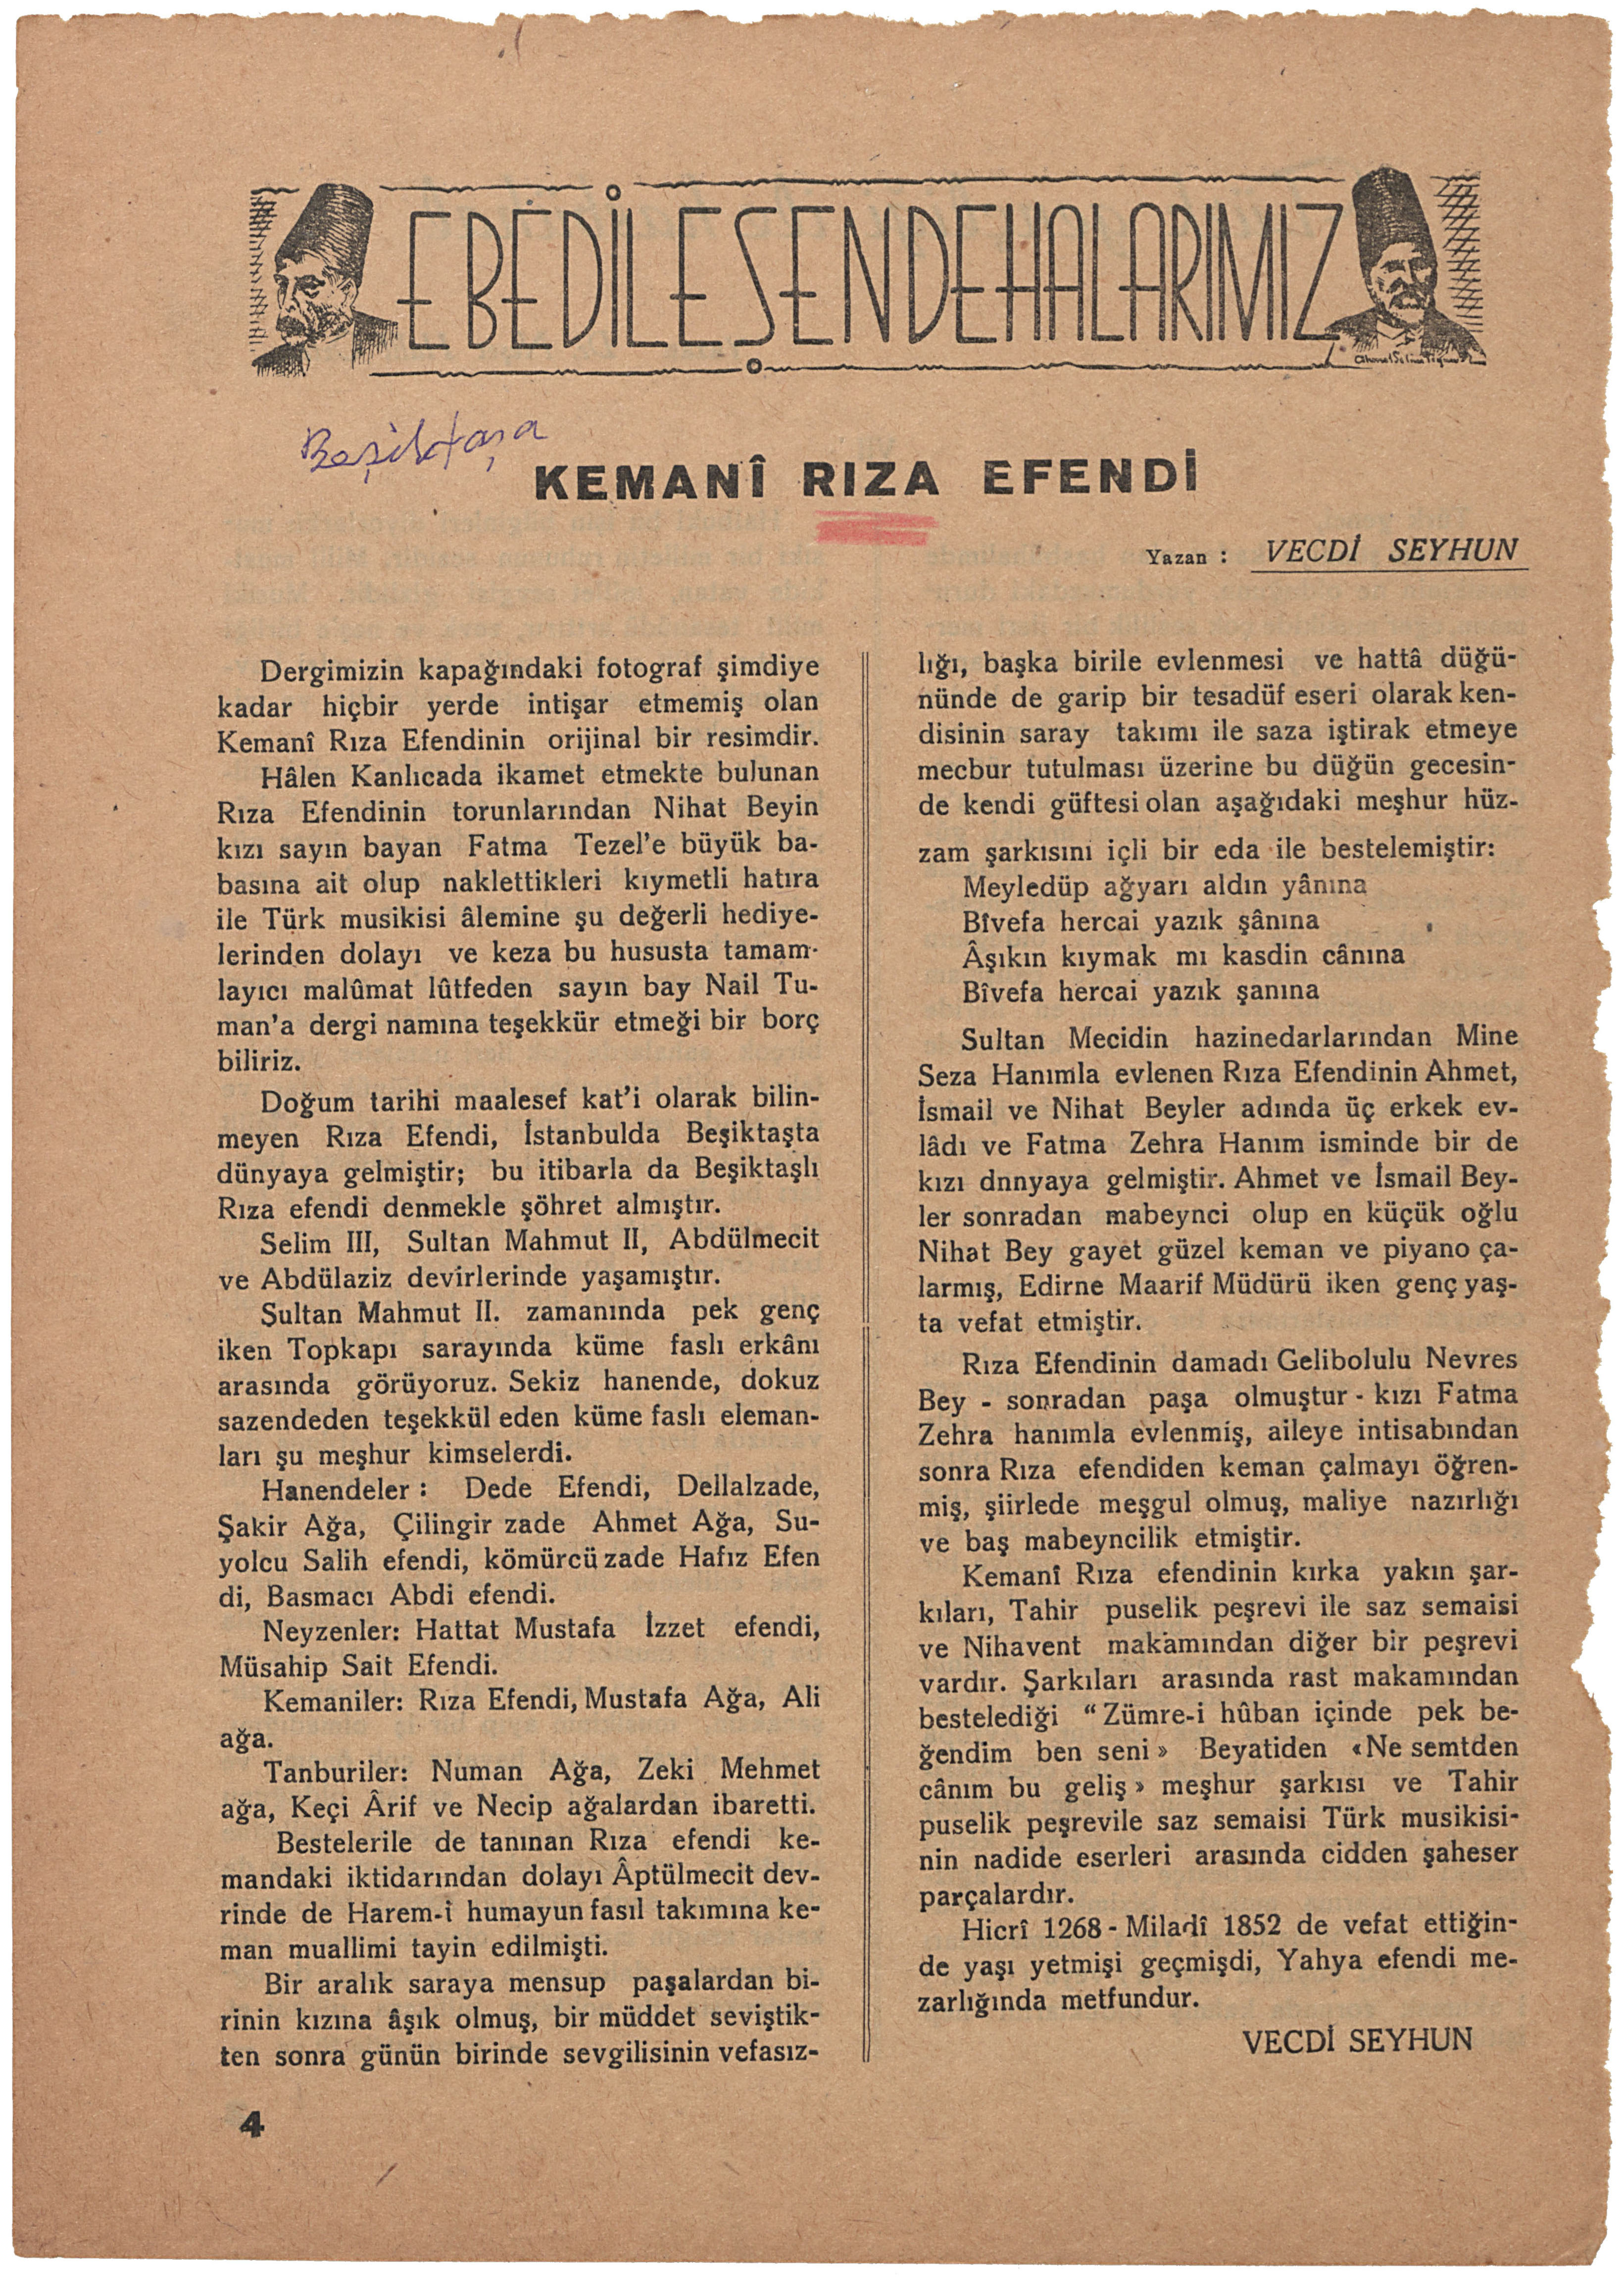 EBEDİLEŞEN DEHALARIMIZ
KEMANÎ RIZA EFENDİ
Yazan : VECDİ SEYHUN
Dergimizin kapağındaki fotograf şimdiye
kadar hiçbir yerde intişar etmemiş olan
Kemanî Rıza Efendinin orijinal bir resimdir.
Hâlen Kanlıcada ikamet etmekte bulunan
Rıza Efendinin torunlarından Nihat Beyin
kızı sayın bayan Fatma Tezel'e büyük ba-
basına ait olup naklettikleri kıymetli hatıra
ile Türk musikisi âlemine şu değerli hediye-
lerinden dolayı ve keza bu hususta tamam-
layıcı malûmat lûtfeden sayın bay Nail Tu-
man'a dergi namına teşekkür etmeği bir borç
biliriz.
Doğum tarihi maalesef kat'i olarak bilin-
meyen Rıza Efendi, İstanbulda Beşiktaşta
dünyaya gelmiştir; bu itibarla da Beşiktaşlı
Rıza efendi denmekle şöhret almıştır.
Selim III, Sultan Mahmut II, Abdülmecit
ve Abdülaziz devirlerinde yaşamıştır.
Sultan Mahmut II. zamanında pek genç
iken Topkapı sarayında küme faslı erkânı
arasında görüyoruz. Sekiz hanende, dokuz
sazendeden teşekkül eden küme faslı eleman-
ları şu meşhur kimselerdi.
Hanendeler : Dede Efendi, Dellalzade,
Şakir Ağa, Çilingir zade Ahmet Ağa, Su-
yolcu Salih efendi, kömürcü zade Hafız Efen
di, Basmacı Abdi efendi.
Neyzenler: Hattat Mustafa İzzet efendi,
Müsahip Sait Efendi.
Kemaniler: Rıza Efendi, Mustafa Ağa, Ali
ağa.
Tanburiler: Numan Ağa, Zeki Mehmet
ağa, Keçi Ârif ve Necip ağalardan ibaretti.
Bestelerile de tanınan Rıza efendi ke-
mandaki iktidarından dolayı Âptülmecit dev-
rinde de Harem-î humayun fasıl takımına ke-
man muallimi tayin edilmişti.
Bir aralık saraya mensup paşalardan bi-
rinin kızına âşık olmuş, bir müddet seviştik-
ten sonra günün birinde sevgilisinin vefasız-
lığı, başka birile evlenmesi ve hattâ düğü-
nünde de garip bir tesadüf eseri olarak ken-
disinin saray takımı ile saza iştirak etmeye
mecbur tutulması üzerine bu düğün gecesin-
de kendi güftesi olan aşağıdaki meşhur hüz-
zam şarkısını içli bir eda ile bestelemiştir:
Meyledüp ağyarı aldın yânına
Bîvefa hercai yazık şânına
Âşıkın kıymak mı kasdin cânına
Bîvefa hercai yazık şanına
Sultan Mecidin hazinedarlarından Mine
Seza Hanımla evlenen Rıza Efendinin Ahmet,
İsmail ve Nihat Beyler adında üç erkek ev-
lâdı ve Fatma Zehra Hanım isminde bir de
kızı dnnyaya gelmiştir. Ahmet ve İsmail Bey-
ler sonradan mabeynci olup en küçük oğlu
Nihat Bey gayet güzel keman ve piyano ça-
larmış, Edirne Maarif Müdürü iken genç yaş-
ta vefat etmiştir.
Rıza Efendinin damadı Gelibolulu Nevres
Bey - sonradan paşa olmuştur - kızı Fatma
Zehra hanımla evlenmiş, aileye intisabından
sonra Rıza efendiden keman çalmayı öğren-
miş, şiirlede meşgul olmuş, maliye nazırlığı
ve baş mabeyncilik etmiştir.
Kemanî Rıza efendinin kırka yakın şar-
kıları, Tahir puselik peşrevi ile saz semaisi
ve Nihavent makamından diğer bir peşrevi
vardır. Şarkıları arasında rast makamından
bestelediği “Zümre-i hûban içinde pek be-
ğendim ben seni» Beyatiden «Ne semtden
cânım bu geliş» meşhur şarkısı ve Tahir
puselik peşrevile saz semaisi Türk musikisi-
nin nadide eserleri arasında cidden şaheser
parçalardır.
Hicrî 1268 - Miladî 1852 de vefat ettiğin-
de yaşı yetmişi geçmişdi, Yahya efendi me-
zarlığında metfundur.
VECDİ SEYHUN
4